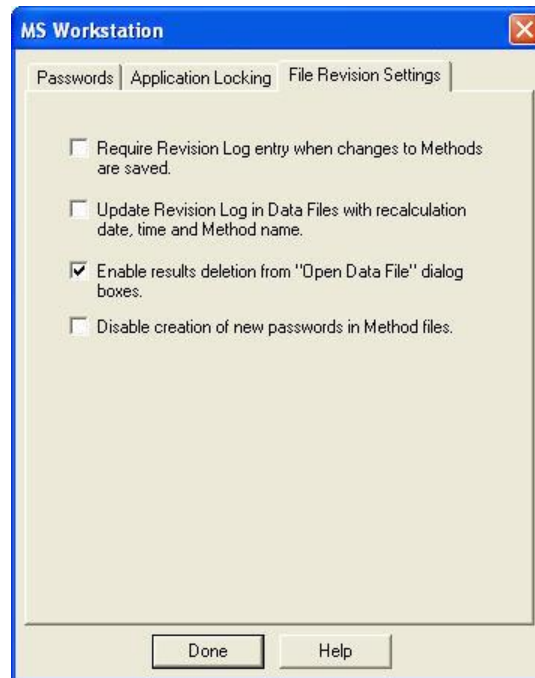 MS Workstation
Passwords Application Locking File Revision Settings
Require Revision Log entry when changes to Methods
are saved.
Update Revision Log in Data Files with recalculation
date, time and Method name.
Enable results deletion from "Open Data File" dialog
boxes.
Disable creation of new passwords in Method files.
Done Help